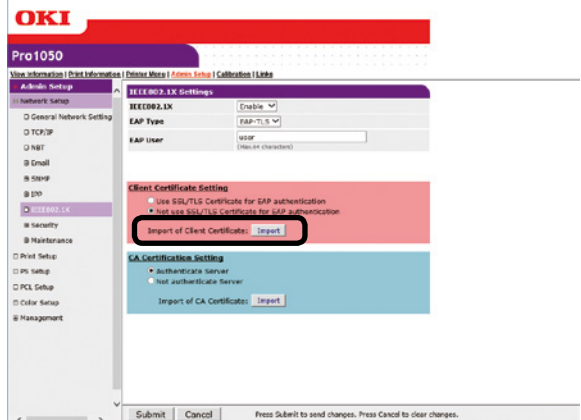 OKI
Pro1050
View Information | Print Information | Printer Menu | Admin Setup | Calibration | Links
Admin Setup
Network Setup
General Network Setting
TCP/IP
NBT
Email
SNMP
IPP
IEEE802.1X
Security
Maintenance
Print Setup
PS Setup
PCL Setup
Color Setup
Management
IEEE802.1X Settings
IEEE802.1X Enable
EAP Type EAP-TLS
EAP User user
(Max.64 characters)
Client Certificate Setting
Use SSL/TLS Certificate for EAP authentication
Not use SSL/TLS Certificate for EAP authentication
Import of Client Certificate: Import
CA Certification Setting
Authenticate Server
Not authenticate Server
Import of CA Certificate: Import
Submit Cancel Press Submit to send changes. Press Cancel to clear changes.